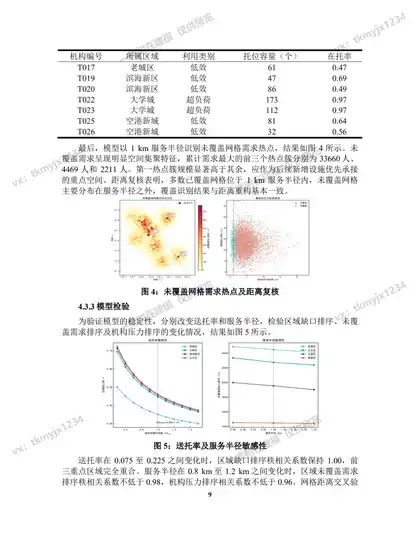 机构编号 所属区域 利用类别 托位容量（个） 在托率
T017 老城区 低效 61 0.47
T019 滨海新区 低效 47 0.69
T020 滨海新区 低效 86 0.49
T022 大学城 超负荷 173 0.97
T023 大学城 超负荷 112 0.97
T025 空港新城 低效 81 0.64
T026 空港新城 低效 32 0.56
最后，模型以 1 km 服务半径识别未覆盖网格需求热点，结果如图 4 所示。未
覆盖需求呈现明显空间集聚特征，累计需求最大的前三个热点簇分别为 33660 人、
4469 人和 2211 人。第一热点簇规模显著高于其余，应作为后续新增设施优先承接
的重点空间。距离复核表明，多数已覆盖网格位于 1 km 服务半径内，未覆盖网格
主要分布在服务半径之外，覆盖识别结果与距离重构基本一致。
图 4：未覆盖网格需求热点及距离复核
4.3.3 模型检验
为验证模型的稳定性，分别改变送托率和服务半径，检验区域缺口排序、未覆
盖需求排序及机构压力排序的变化情况，结果如图 5 所示。
图 5：送托率及服务半径敏感性
送托率在 0.075 至 0.225 之间变化时，区域缺口排序秩相关系数保持 1.00，前
三重点区域完全重合。服务半径在 0.8 km 至 1.2 km 之间变化时，区域未覆盖需求
排序秩相关系数不低于 0.98，机构压力排序相关系数不低于 0.96。网格距离交叉验
9
vx: tkmyjx1234